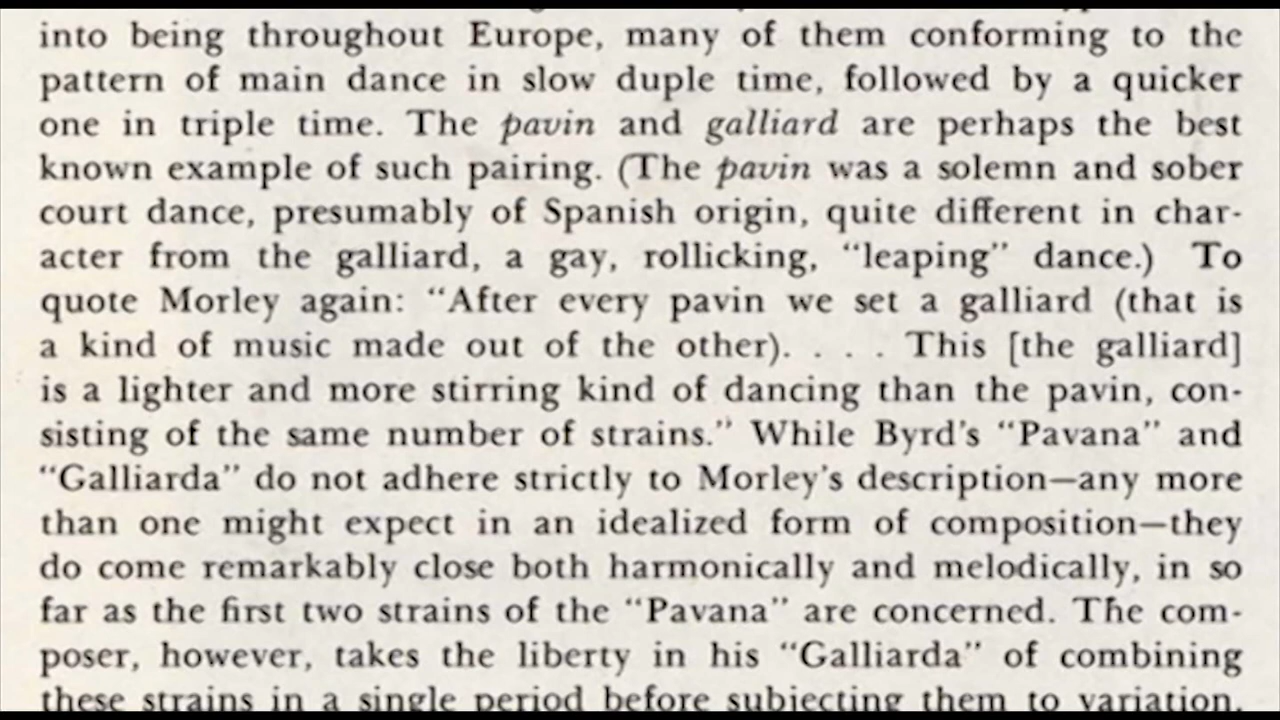 into being throughout Europe, many of them conforming to the
pattern of main dance in slow duple time, followed by a quicker
one in triple time. The pavin and galliard are perhaps the best
known example of such pairing. (The pavin was a solemn and sober
court dance, presumably of Spanish origin, quite different in char-
acter from the galliard, a gay, rollicking, “leaping” dance.) To
quote Morley again: “After every pavin we set a galliard (that is
a kind of music made out of the other). . . . This [the galliard]
is a lighter and more stirring kind of dancing than the pavin, con-
sisting of the same number of strains.” While Byrd’s “Pavana” and
“Galliarda” do not adhere strictly to Morley’s description—any more
than one might expect in an idealized form of composition—they
do come remarkably close both harmonically and melodically, in so
far as the first two strains of the “Pavana” are concerned. The com-
poser, however, takes the liberty in his “Galliarda” of combining
these strains in a single period before subjecting them to variation.